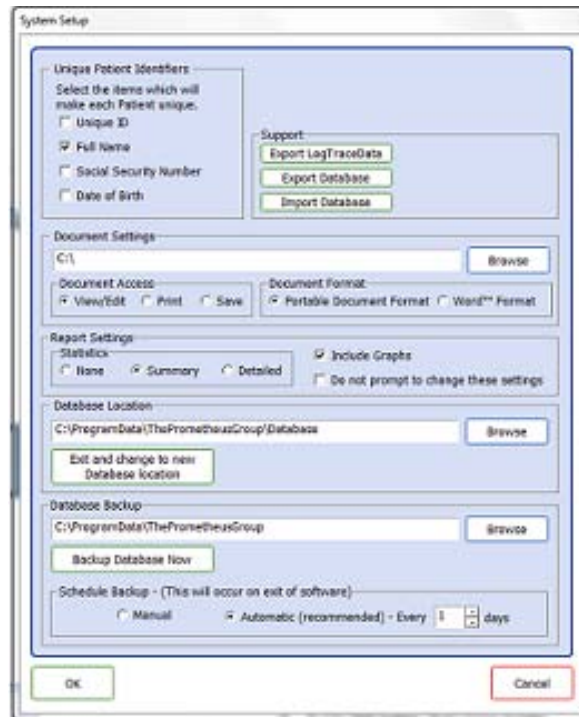 System Setup
Unique Patient Identifiers
Select the items which will
make each Patient unique.
Unique ID
Full Name
Social Security Number
Date of Birth
Support
Export LogTraceData
Export Database
Import Database
Document Settings
C:\
Browse
Document Access
View/Edit Print Save
Document Format
Portable Document Format Word™ Format
Report Settings
Statistics
None Summary Detailed
Include Graphs
Do not prompt to change these settings
Database Location
C:\ProgramData\ThePrometheusGroup\Database
Browse
Exit and change to new
Database location
Database Backup
C:\ProgramData\ThePrometheusGroup
Browse
Backup Database Now
Schedule Backup - (This will occur on exit of software)
Manual Automatic (recommended) - Every 1 days
OK
Cancel